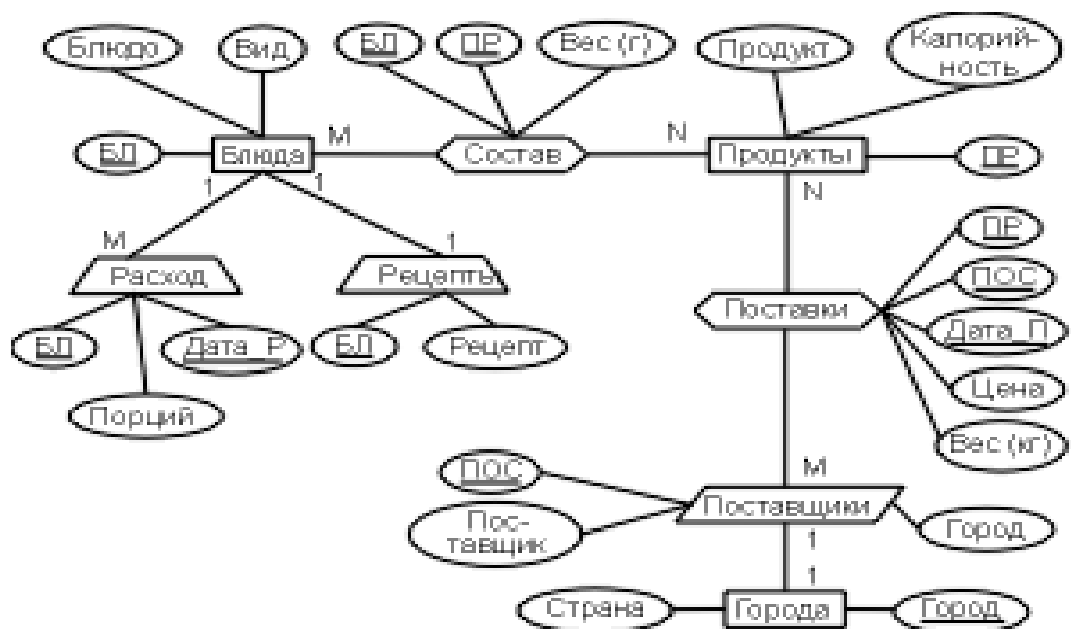 Блюдо Вид БЛ ПР Вес (г) Продукт Калорий-
ность
М N
БЛ Блюда Состав Продукты ПР
1 1 N
М 1 ПР
Расход Рецепты ПОС
Поставки
БЛ Дата_Р БЛ Рецепт Дата_П
Порций Цена
Вес (кг)
ПОС М
Поставщики
Пос-
тавщик Город
1
1
Страна Города Город